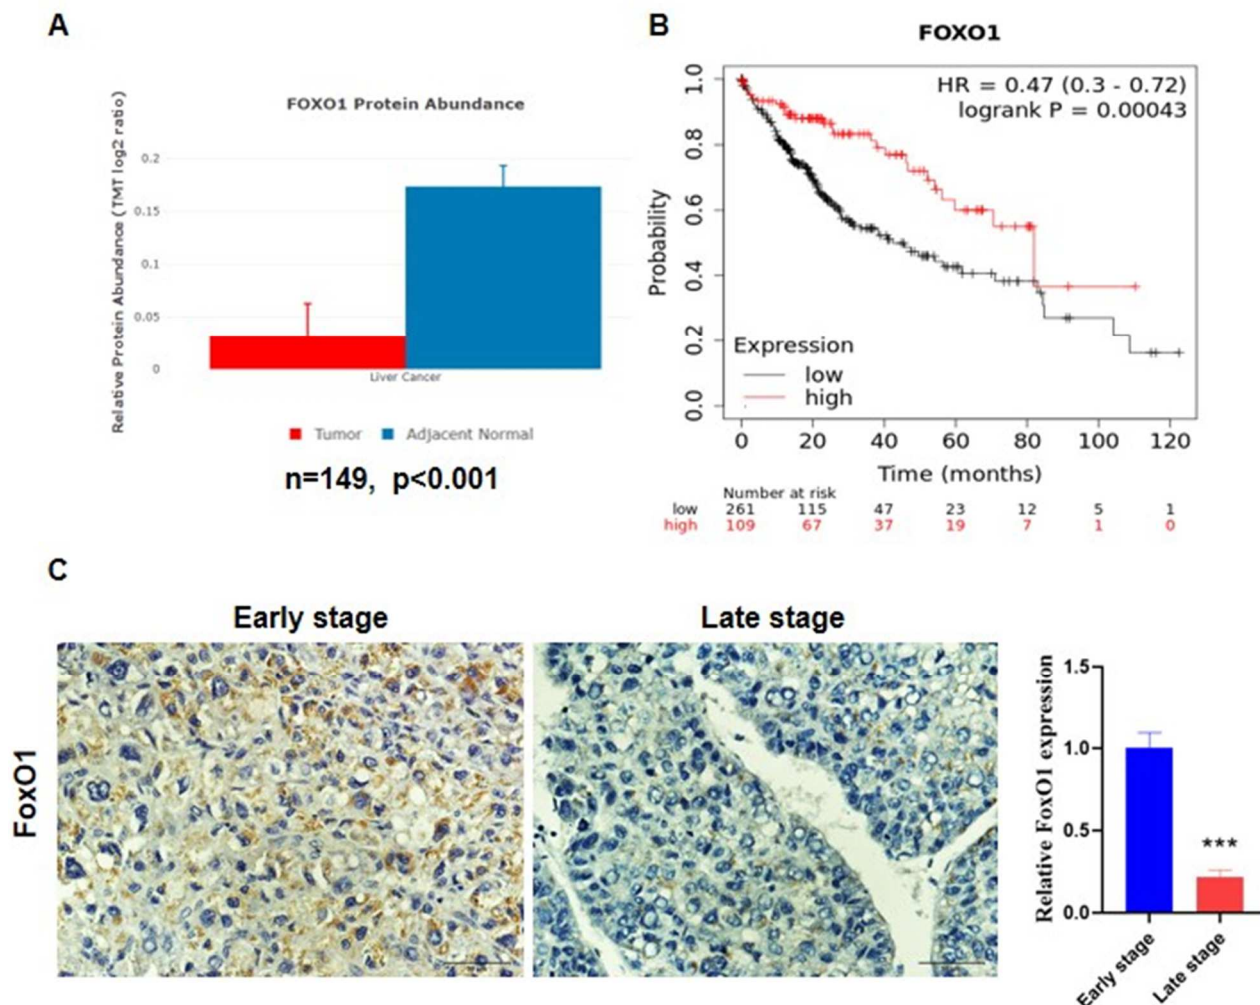 A
FOXO1 Protein Abundance
Relative Protein Abundance (TMT log2 ratio)
0.2
0.15
0.1
0.05
0
Liver Cancer
Tumor Adjacent Normal
n=149, p<0.001
B
FOXO1
HR = 0.47 (0.3 - 0.72)
logrank P = 0.00043
Probability
1.0
0.8
0.6
0.4
0.2
0.0
Expression
low
high
0 20 40 60 80 100 120
Time (months)
Number at risk
low 261 115 47 23 12 5 1
high 109 67 37 19 7 1 0
C
Early stage
Late stage
FoxO1
Relative FoxO1 expression
1.5
1.0
0.5
0.0
***
Early stage
Late stage